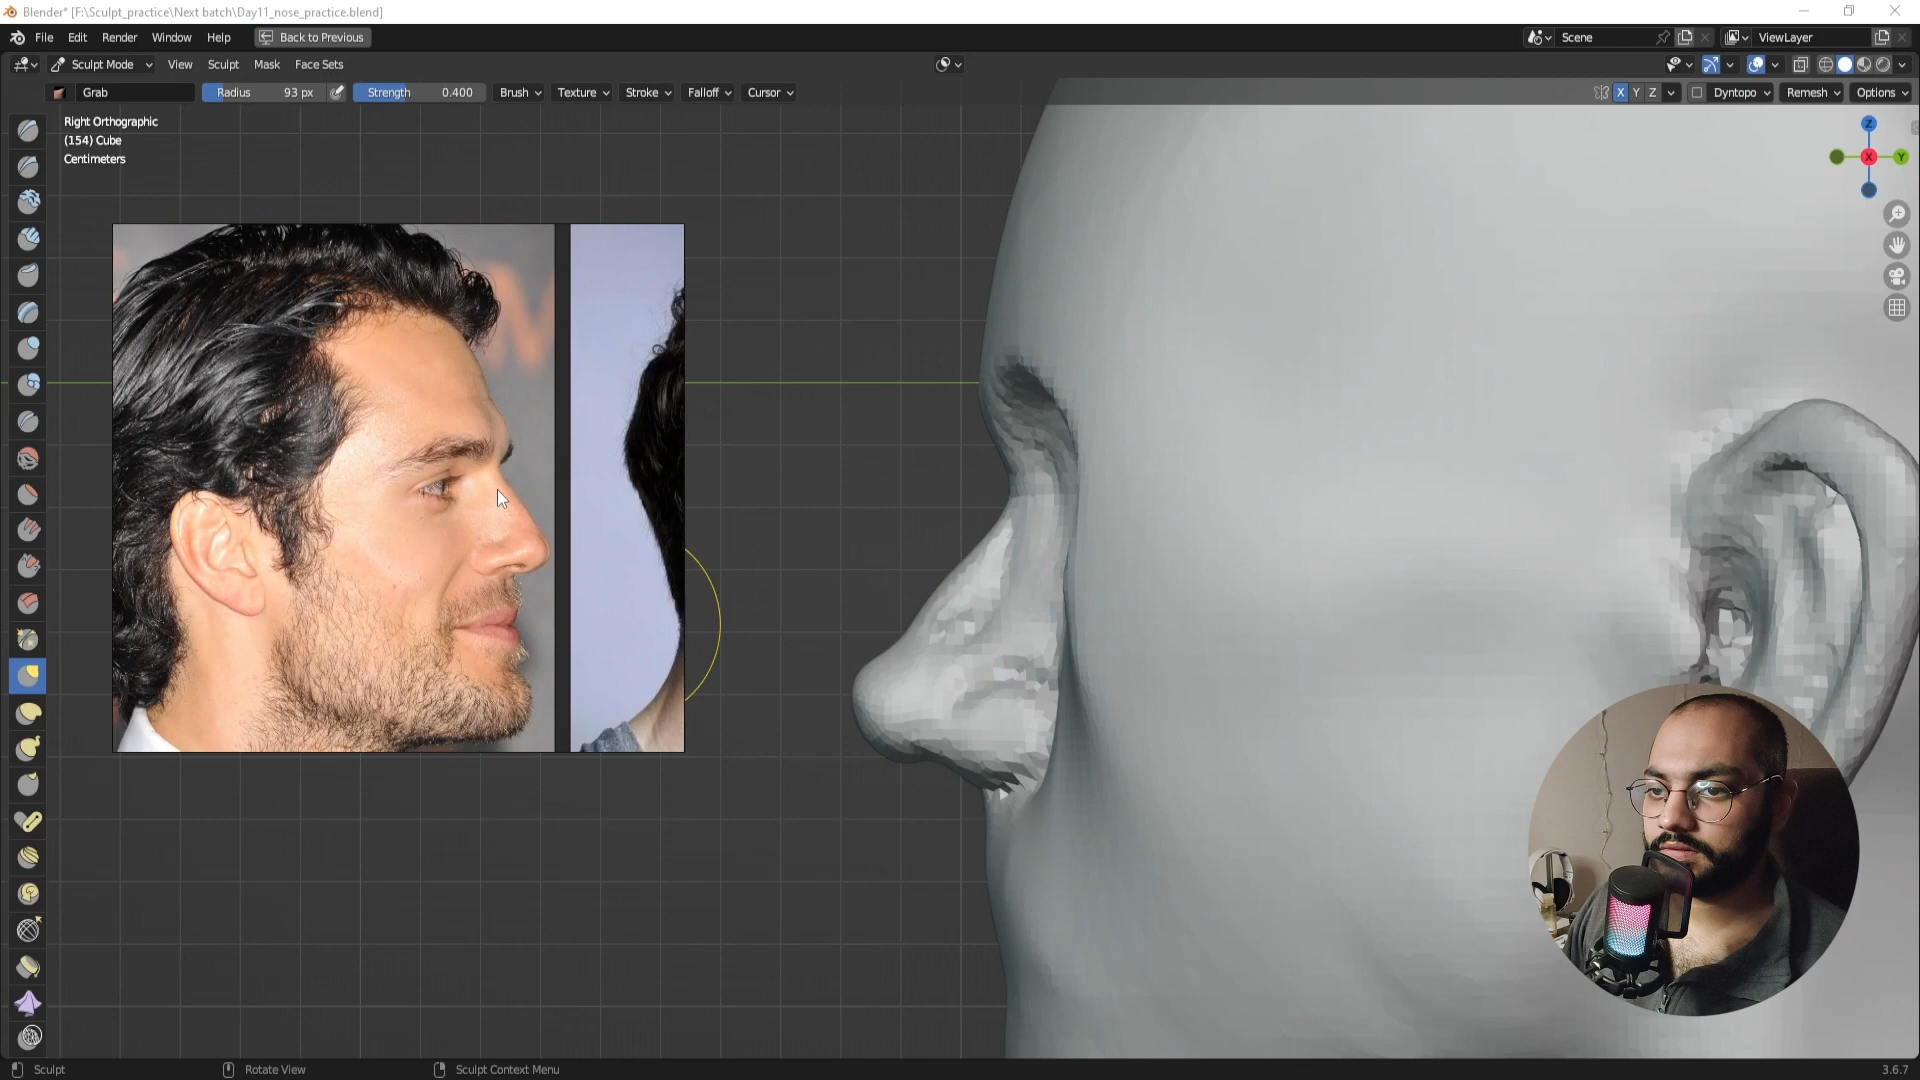 Blender* [F:\Sculpt_practice\Next batch\Day11_nose_practice.blend]
File Edit Render Window Help Back to Previous Scene ViewLayer
Sculpt Mode View Sculpt Mask Face Sets
Grab Radius 93 px Strength 0.400 Brush Texture Stroke Falloff Cursor X Y Z Dyntopo Remesh Options
Right Orthographic
(154) Cube
Centimeters
Z
X
Y
M
Sculpt Rotate View Sculpt Context Menu 3.6.7